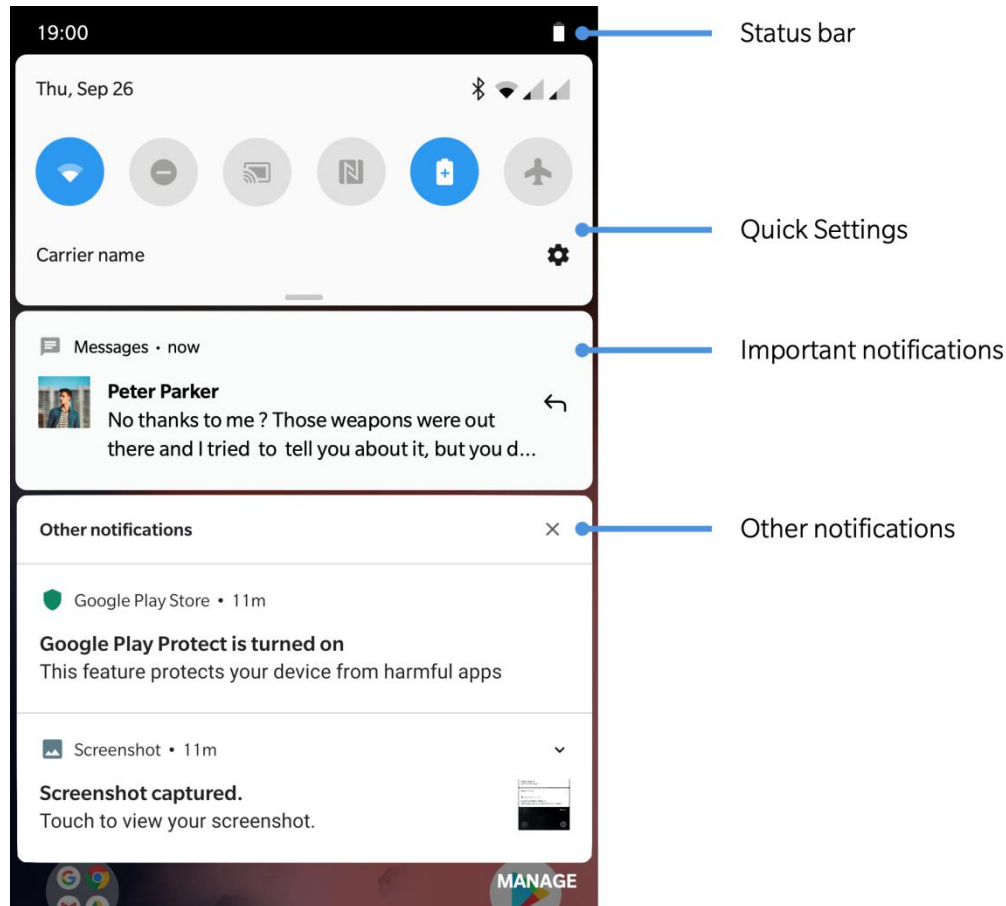 19:00
Status bar
Thu, Sep 26
Quick Settings
Carrier name
Messages • now
Important notifications
Peter Parker
No thanks to me ? Those weapons were out
there and I tried to tell you about it, but you d...
Other notifications
Other notifications
Google Play Store • 11m
Google Play Protect is turned on
This feature protects your device from harmful apps
Screenshot • 11m
Screenshot captured.
Touch to view your screenshot.
MANAGE